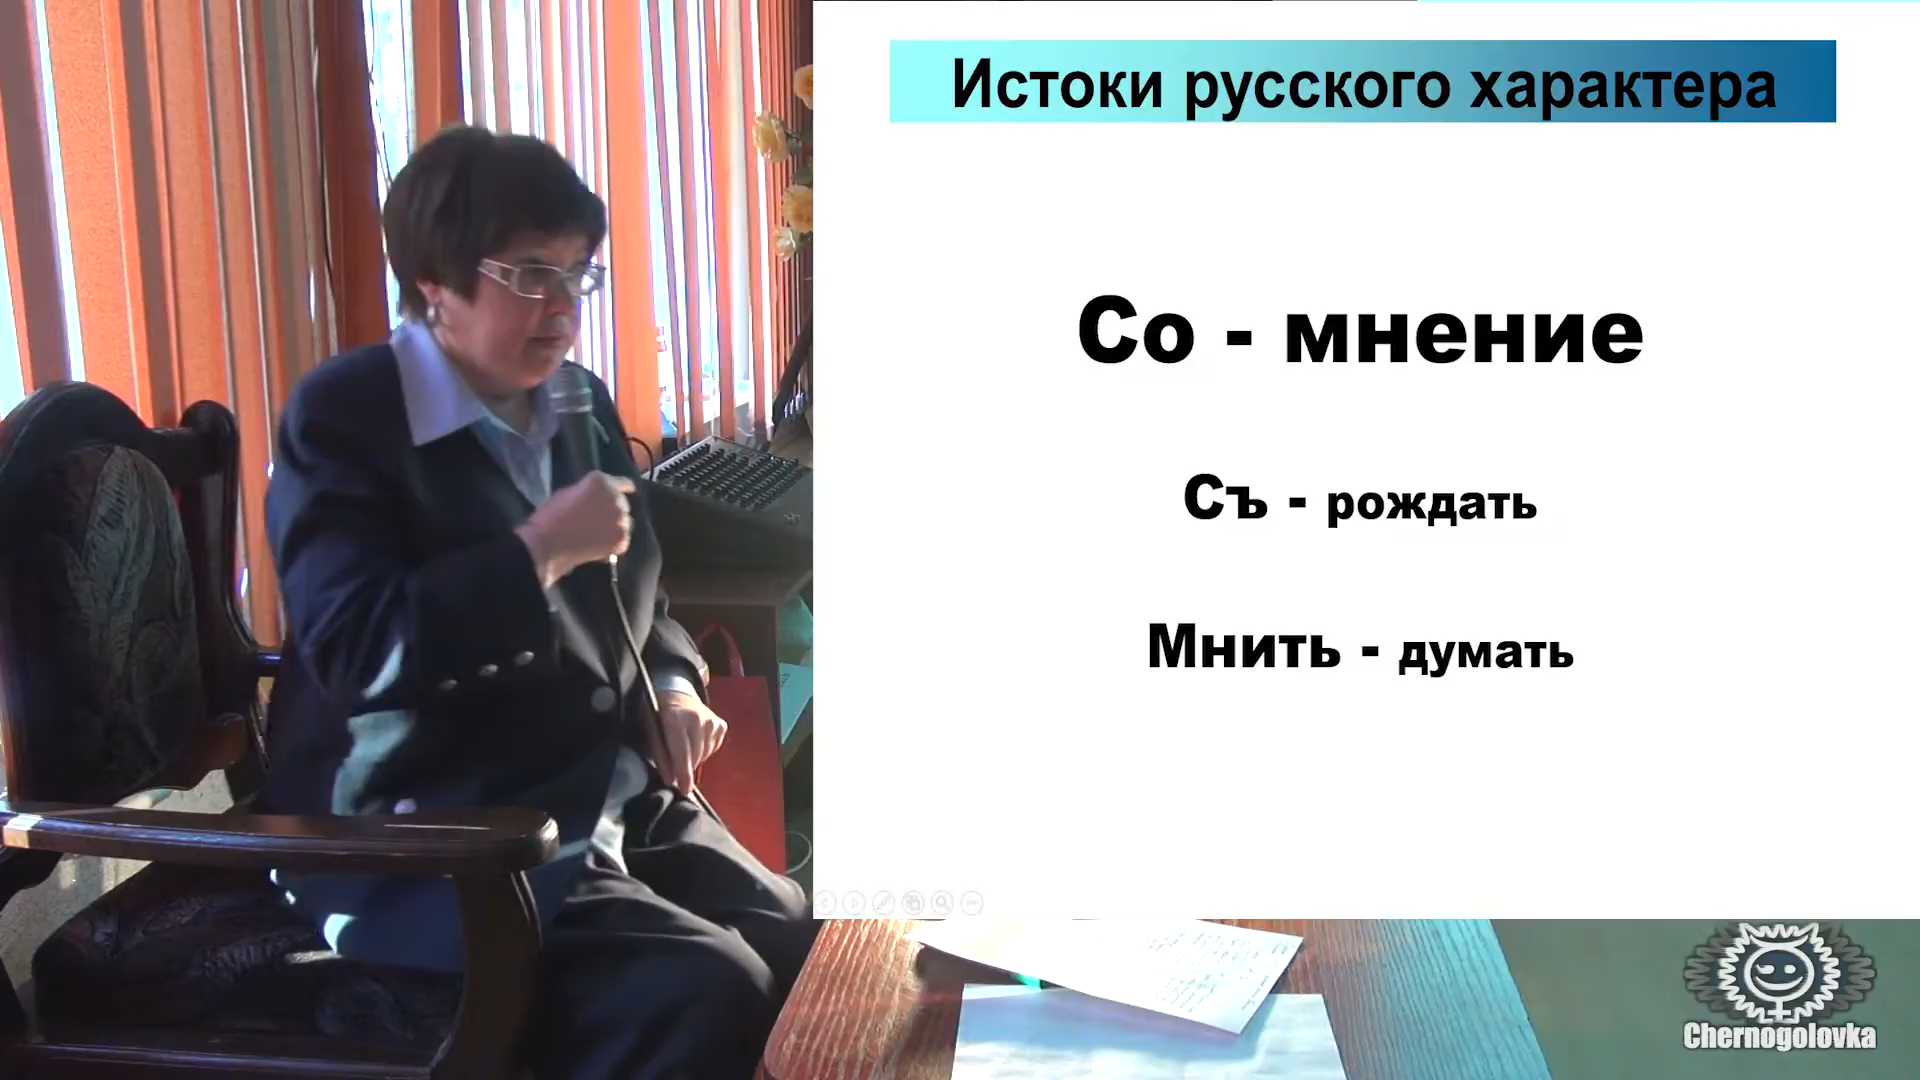 Истоки русского характера
Со - мнение
Съ - рождать
Мнить - думать
Chernogolovka